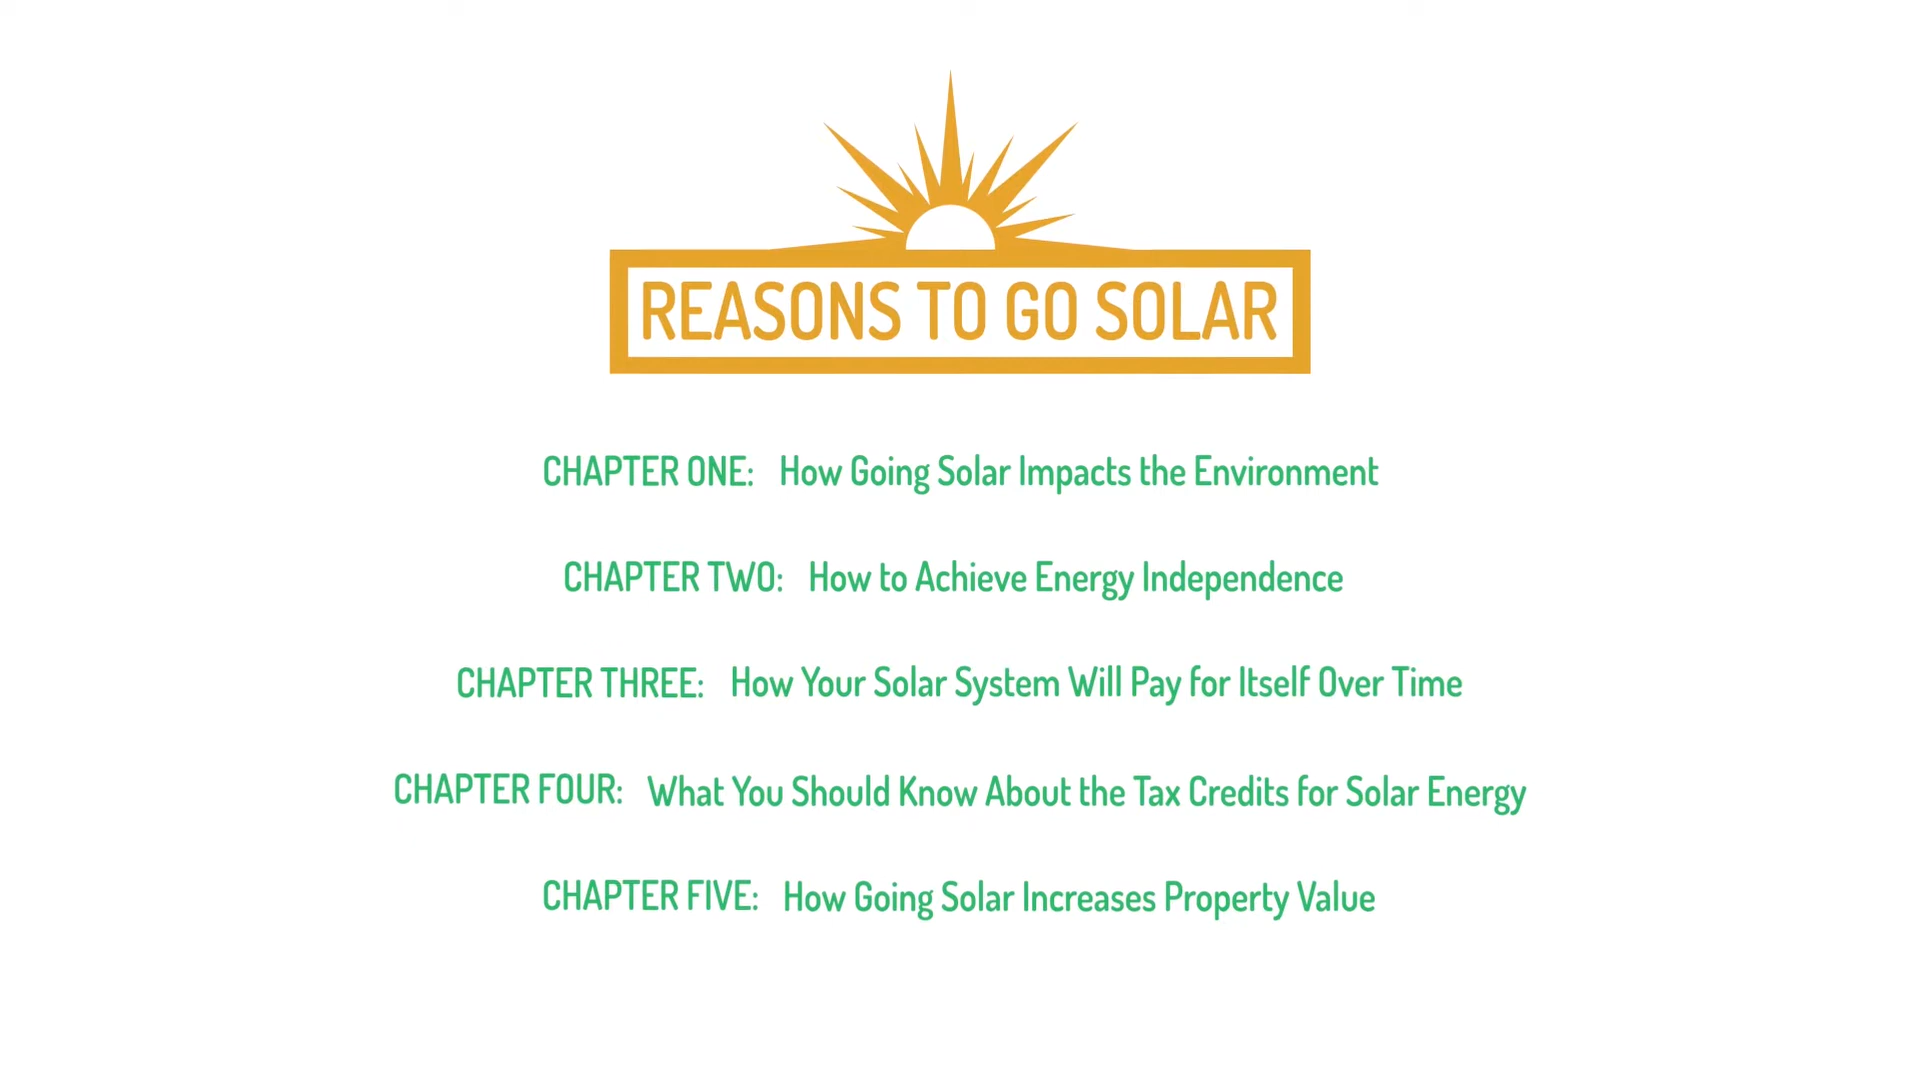 REASONS TO GO SOLAR
CHAPTER ONE: How Going Solar Impacts the Environment
CHAPTER TWO: How to Achieve Energy Independence
CHAPTER THREE: How Your Solar System Will Pay for Itself Over Time
CHAPTER FOUR: What You Should Know About the Tax Credits for Solar Energy
CHAPTER FIVE: How Going Solar Increases Property Value